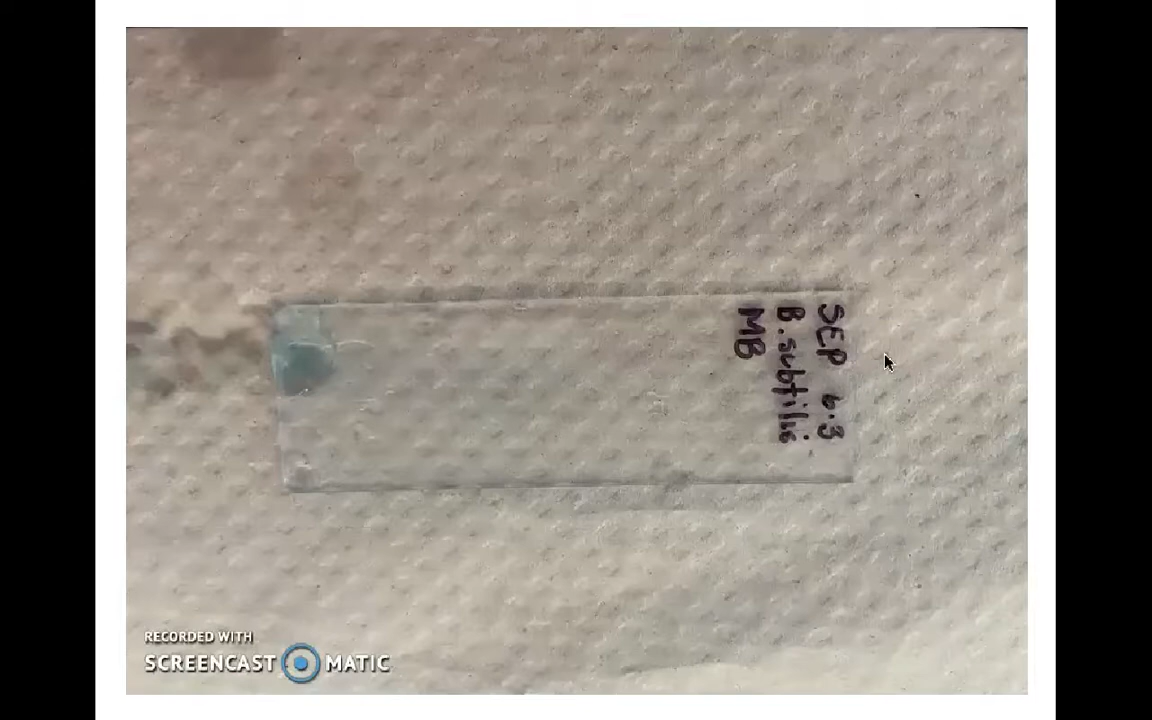 SEP 6.3
B. subtilis
MB
RECORDED WITH
SCREENCAST MATIC